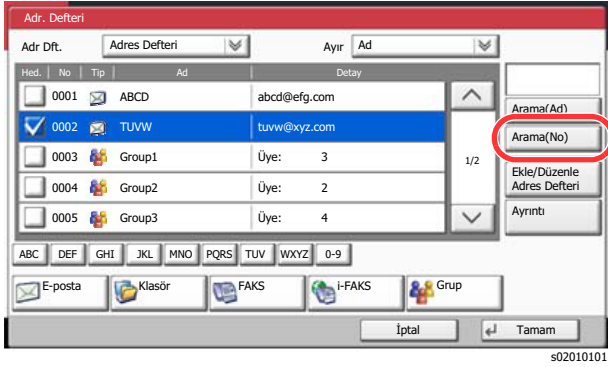 Adr. Defteri
Adr Dft. Adres Defteri Ayır Ad
Hed. No Tip Ad Detay
0001 ABCD abcd@efg.com
Arama(Ad)
0002 TUVW tuvw@xyz.com
Arama(No)
0003 Group1 Üye: 3
1/2
Ekle/Düzenle
Adres Defteri
0004 Group2 Üye: 2
0005 Group3 Üye: 4
Ayrıntı
ABC DEF GHI JKL MNO PQRS TUV WXYZ 0-9
E-posta Klasör FAKS i-FAKS Grup
İptal Tamam
s02010101